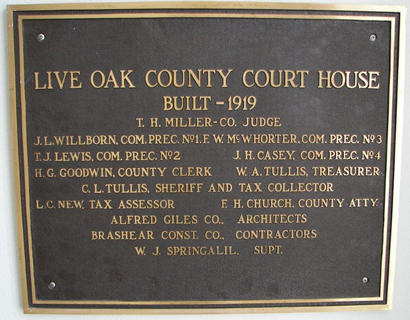 LIVE OAK COUNTY COURT HOUSE
BUILT - 1919
T. H. MILLER-CO. JUDGE
J. L. WILLBORN, COM. PREC. Nº1. F. W. McWHORTER, COM. PREC. Nº3
T. J. LEWIS, COM. PREC. Nº2 J. H. CASEY, COM. PREC. Nº4
H. G. GOODWIN, COUNTY CLERK W. A. TULLIS, TREASURER
C. L. TULLIS, SHERIFF AND TAX COLLECTOR
L. C. NEW, TAX ASSESSOR F. H. CHURCH, COUNTY ATTY.
ALFRED GILES CO., ARCHITECTS
BRASHEAR CONST. CO., CONTRACTORS
W. J. SPRINGALIL. SUPT.